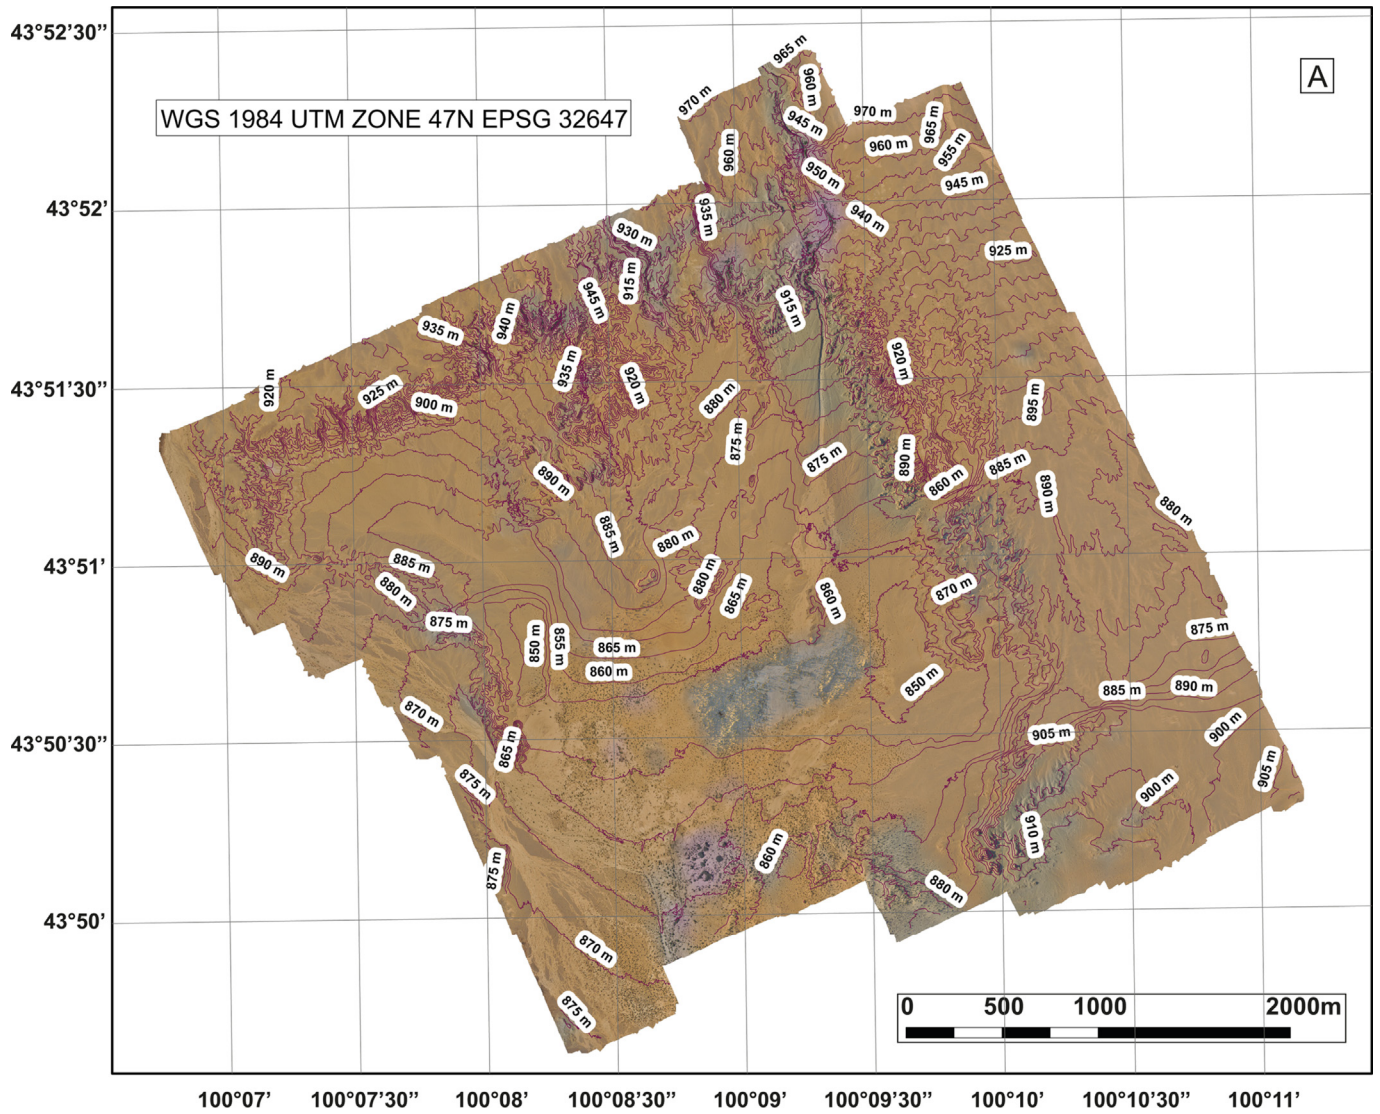 43°52'30”
965 m
A
960 m
970 m
WGS 1984 UTM ZONE 47N EPSG 32647
945 m
970 m
965 m
960 m
960 m
955 m
950 m
945 m
43°52’
935 m
940 m
930 m
925 m
915 m
945 m
940 m
915 m
935 m
920 m
935 m
920 m
43°51’30”
920 m
925 m
900 m
880 m
895 m
875 m
875 m
890 m
885 m
890 m
860 m
890 m
880 m
885 m
880 m
43°51’
890 m
885 m
880 m
880 m
865 m
860 m
870 m
875 m
875 m
850 m
855 m
865 m
860 m
850 m
885 m
890 m
870 m
900 m
43°50’30”
865 m
905 m
905 m
875 m
900 m
910 m
860 m
875 m
880 m
43°50’
870 m
875 m
0 500 1000 2000m
100°07’ 100°07’30” 100°08’ 100°08’30” 100°09’ 100°09’30” 100°10’ 100°10’30” 100°11’